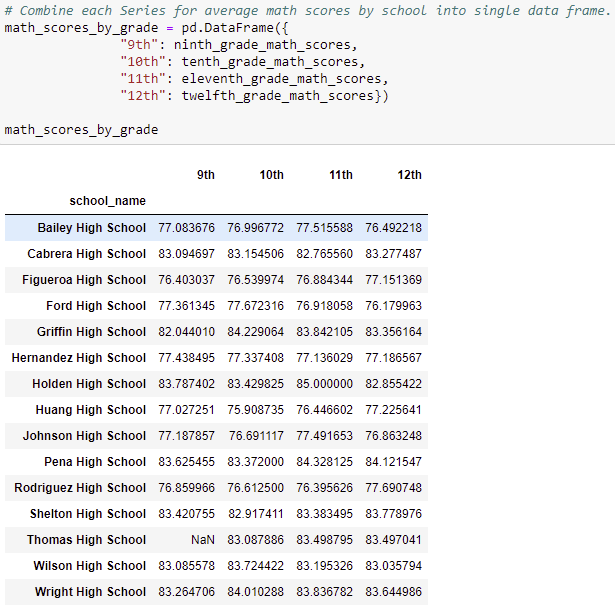 # Combine each Series for average math scores by school into single data frame.
math_scores_by_grade = pd.DataFrame({
"9th": ninth_grade_math_scores,
"10th": tenth_grade_math_scores,
"11th": eleventh_grade_math_scores,
"12th": twelfth_grade_math_scores})
math_scores_by_grade
9th 10th 11th 12th
school_name
Bailey High School 77.083676 76.996772 77.515588 76.492218
Cabrera High School 83.094697 83.154506 82.765560 83.277487
Figueroa High School 76.403037 76.539974 76.884344 77.151369
Ford High School 77.361345 77.672316 76.918058 76.179963
Griffin High School 82.044010 84.229064 83.842105 83.356164
Hernandez High School 77.438495 77.337408 77.136029 77.186567
Holden High School 83.787402 83.429825 85.000000 82.855422
Huang High School 77.027251 75.908735 76.446602 77.225641
Johnson High School 77.187857 76.691117 77.491653 76.863248
Pena High School 83.625455 83.372000 84.328125 84.121547
Rodriguez High School 76.859966 76.612500 76.395626 77.690748
Shelton High School 83.420755 82.917411 83.383495 83.778976
Thomas High School NaN 83.087886 83.498795 83.497041
Wilson High School 83.085578 83.724422 83.195326 83.035794
Wright High School 83.264706 84.010288 83.836782 83.644986